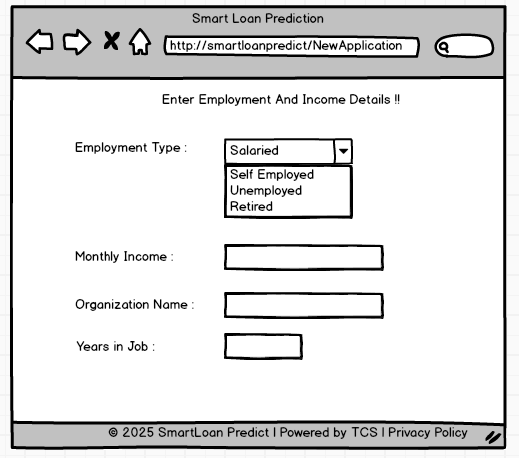 Smart Loan Prediction
http://smartloanpredict/NewApplication
Enter Employment And Income Details !!
Employment Type :
Salaried
Self Employed
Unemployed
Retired
Monthly Income :
Organization Name :
Years in Job :
© 2025 SmartLoan Predict | Powered by TCS | Privacy Policy